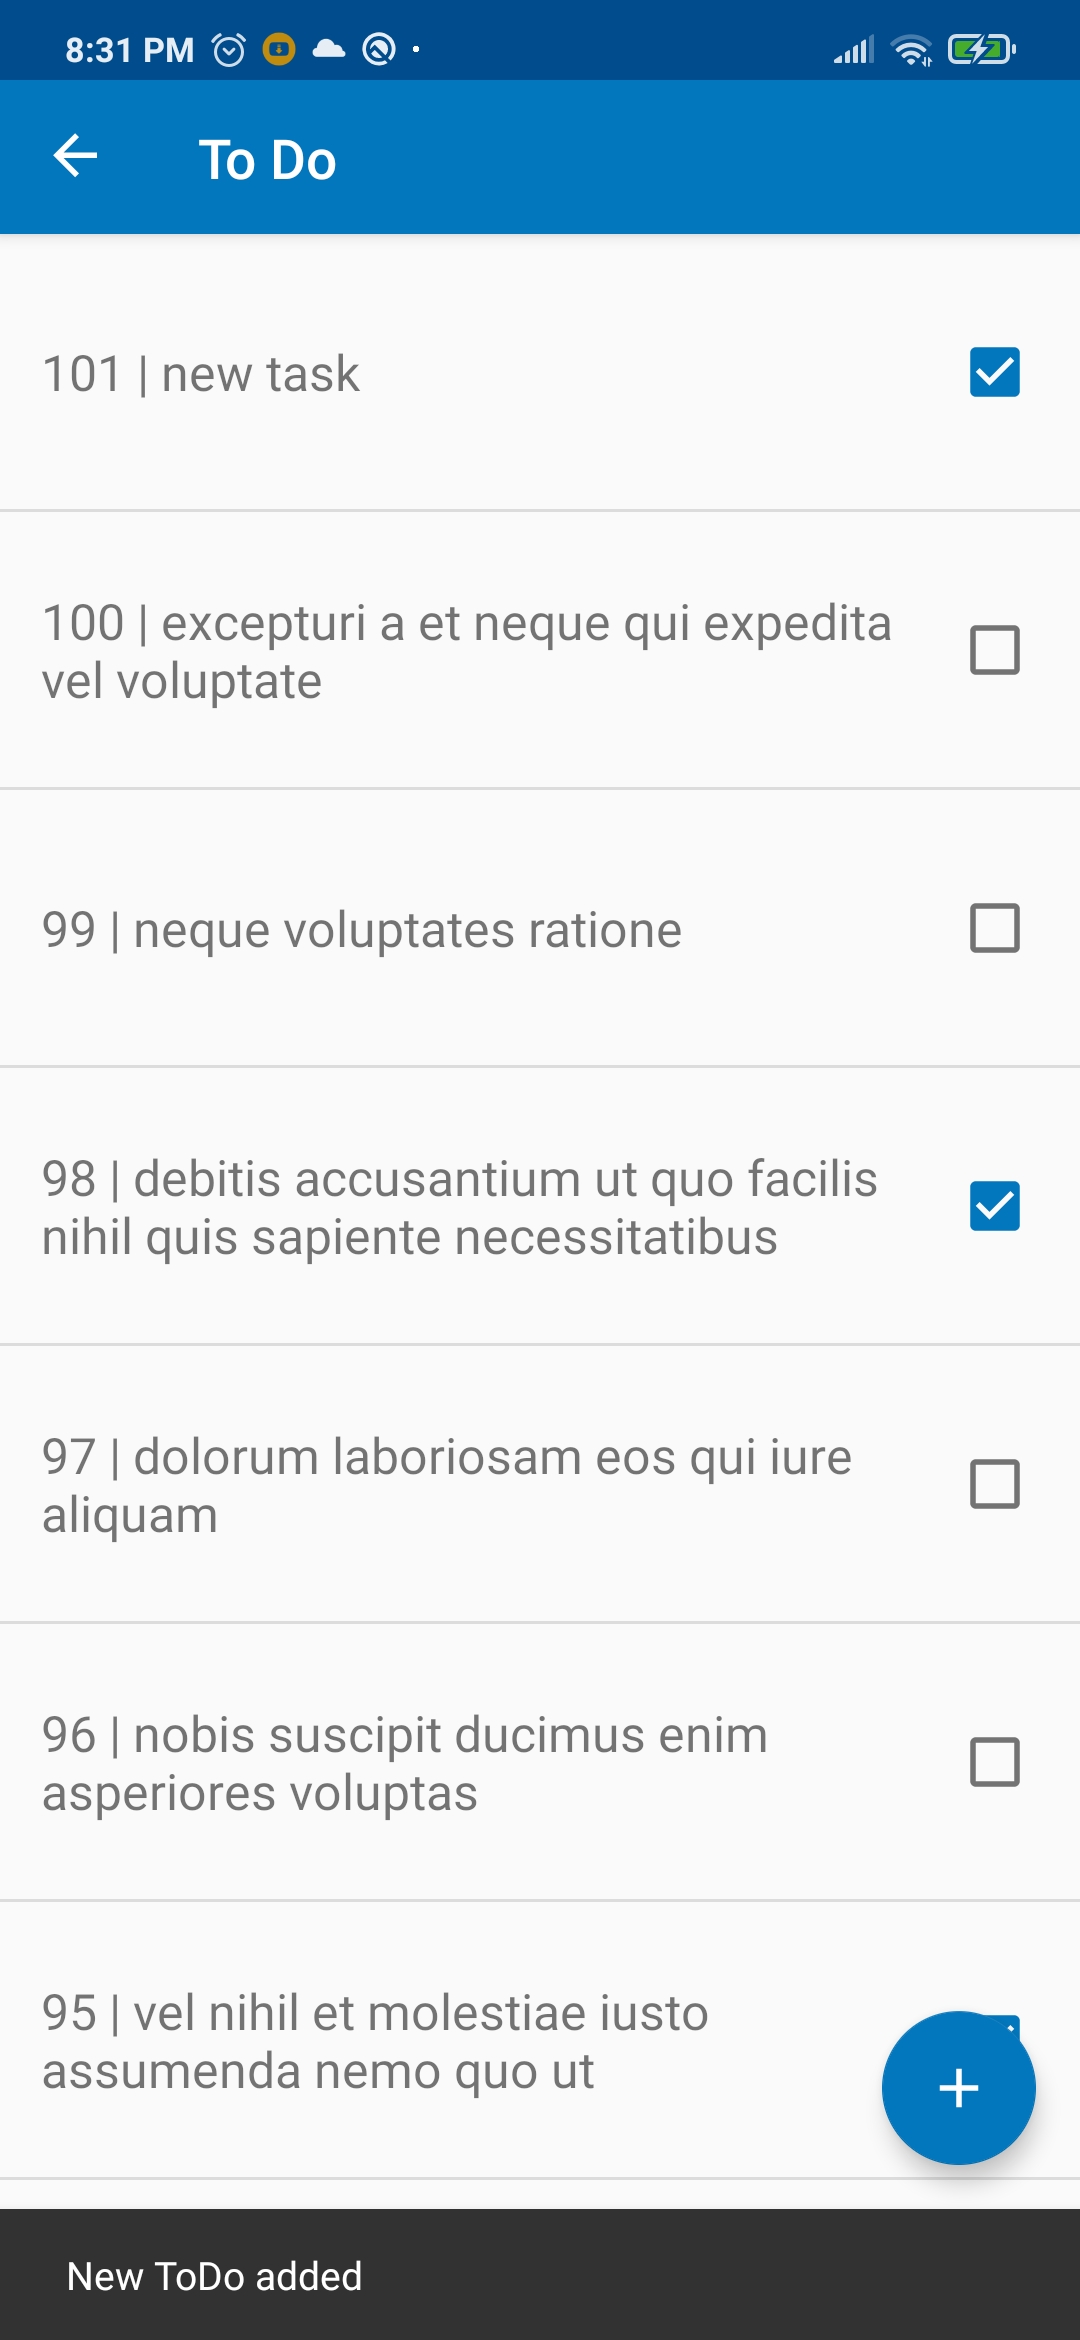 8:31 PM
To Do
101 | new task
100 | excepturi a et neque qui expedita
vel voluptate
99 | neque voluptates ratione
98 | debitis accusantium ut quo facilis
nihil quis sapiente necessitatibus
97 | dolorum laboriosam eos qui iure
aliquam
96 | nobis suscipit ducimus enim
asperiores voluptas
95 | vel nihil et molestiae iusto
assumenda nemo quo ut
New ToDo added